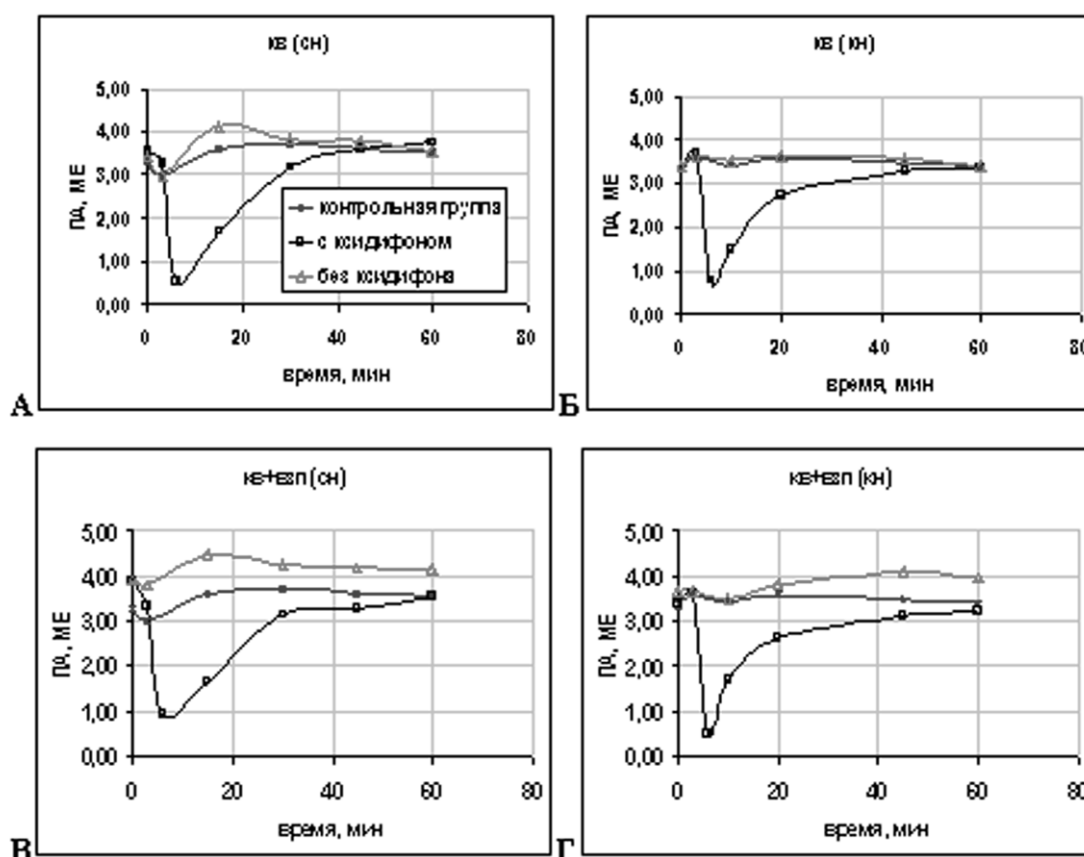 кв (сн)
5,00
4,00
3,00
2,00
1,00
0,00
ПА, МЕ
0 20 40 60 80
время, мин
контрольная группа
с ксидифоном
без ксидифона
А
кв (кн)
5,00
4,00
3,00
2,00
1,00
0,00
ПА, МЕ
0 20 40 60 80
время, мин
Б
кв+взп (сн)
5,00
4,00
3,00
2,00
1,00
0,00
ПА, МЕ
0 20 40 60 80
время, мин
В
кв+взп (кн)
5,00
4,00
3,00
2,00
1,00
0,00
ПА, МЕ
0 20 40 60 80
время, мин
Г